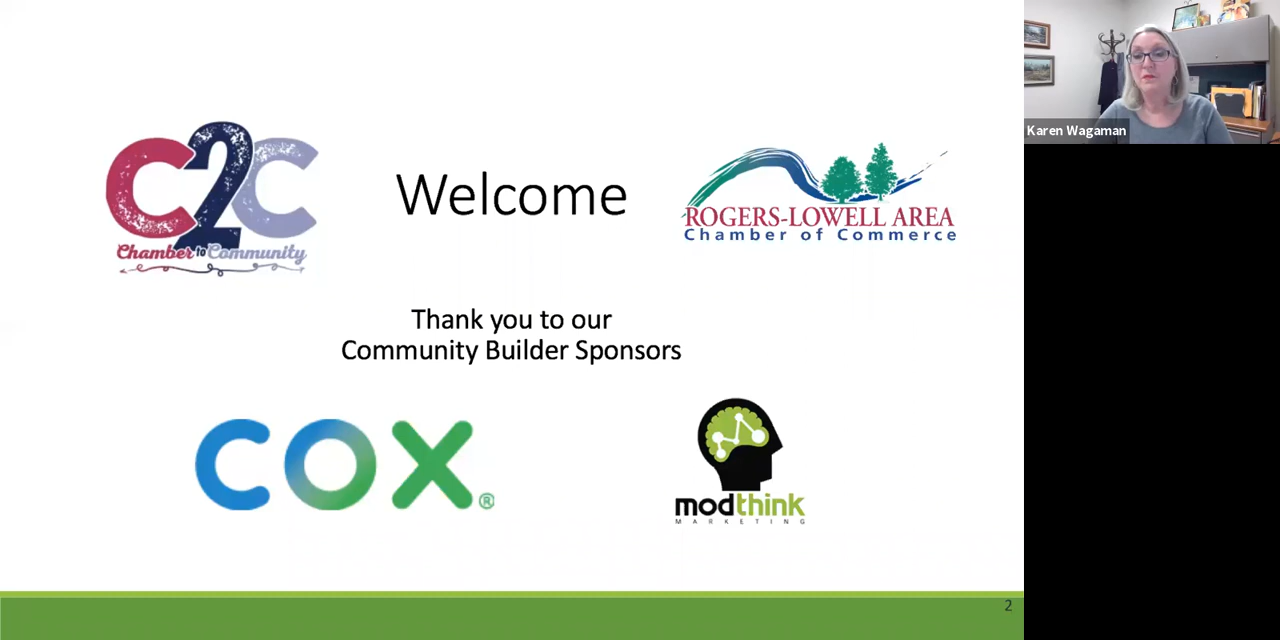 C2C
Chamber to Community
Welcome
ROGERS-LOWELL AREA
Chamber of Commerce
Thank you to our
Community Builder Sponsors
COX®
modthink
MARKETING
2
Karen Wagaman